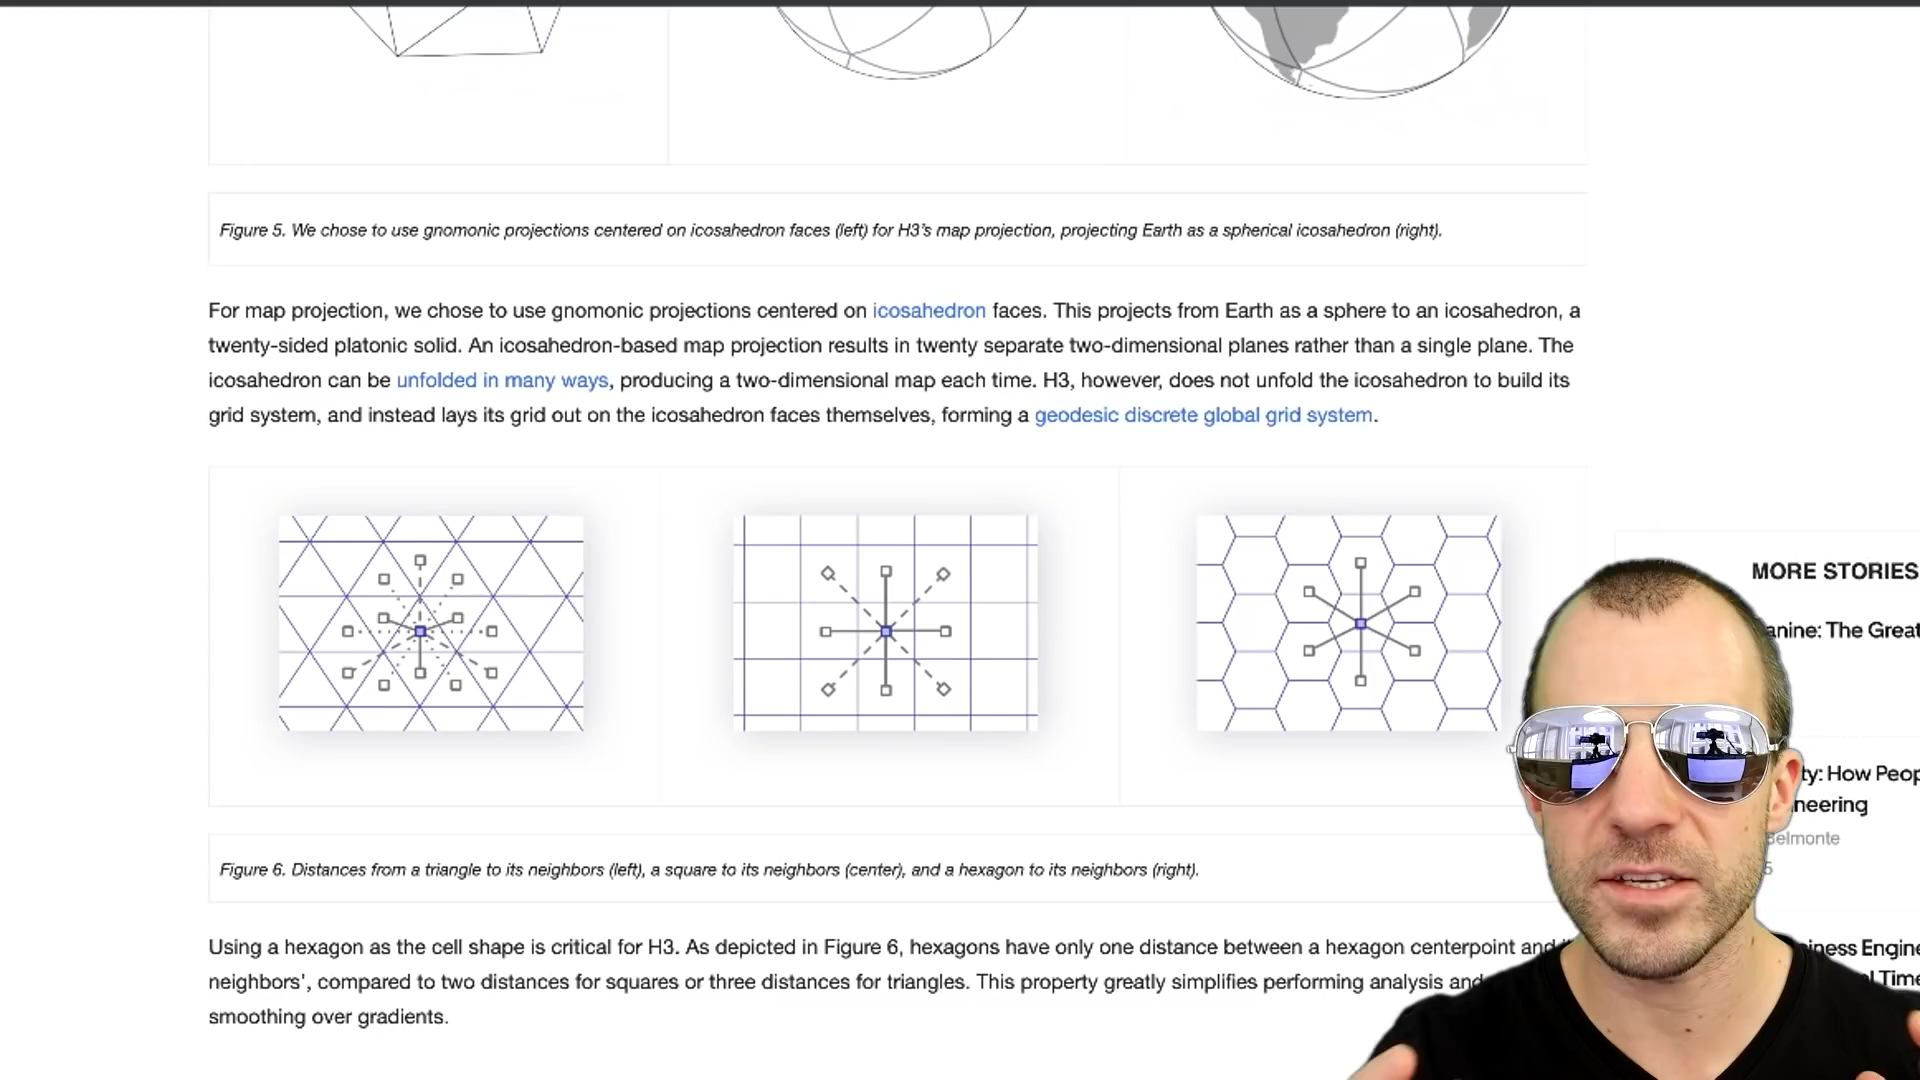 Figure 5. We chose to use gnomonic projections centered on icosahedron faces (left) for H3's map projection, projecting Earth as a spherical icosahedron (right).
For map projection, we chose to use gnomonic projections centered on icosahedron faces. This projects from Earth as a sphere to an icosahedron, a
twenty-sided platonic solid. An icosahedron-based map projection results in twenty separate two-dimensional planes rather than a single plane. The
icosahedron can be unfolded in many ways, producing a two-dimensional map each time. H3, however, does not unfold the icosahedron to build its
grid system, and instead lays its grid out on the icosahedron faces themselves, forming a geodesic discrete global grid system.
Figure 6. Distances from a triangle to its neighbors (left), a square to its neighbors (center), and a hexagon to its neighbors (right).
Using a hexagon as the cell shape is critical for H3. As depicted in Figure 6, hexagons have only one distance between a hexagon centerpoint and
neighbors', compared to two distances for squares or three distances for triangles. This property greatly simplifies performing analysis and
smoothing over gradients.
MORE STORIES
anine: The Great
ty: How Peop
neering
Belmonte
5
iness Engine
l Time